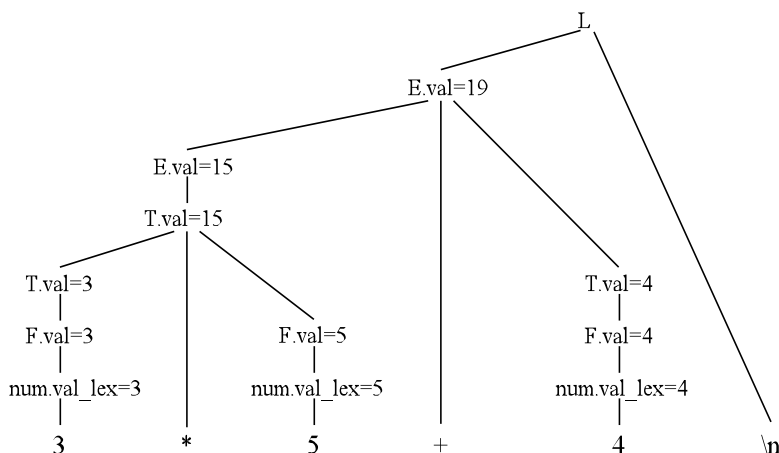 L
E.val=19
E.val=15
T.val=15
T.val=3 T.val=4
F.val=3 F.val=5 F.val=4
num.val_lex=3 num.val_lex=5 num.val_lex=4
3 * 5 + 4 \n